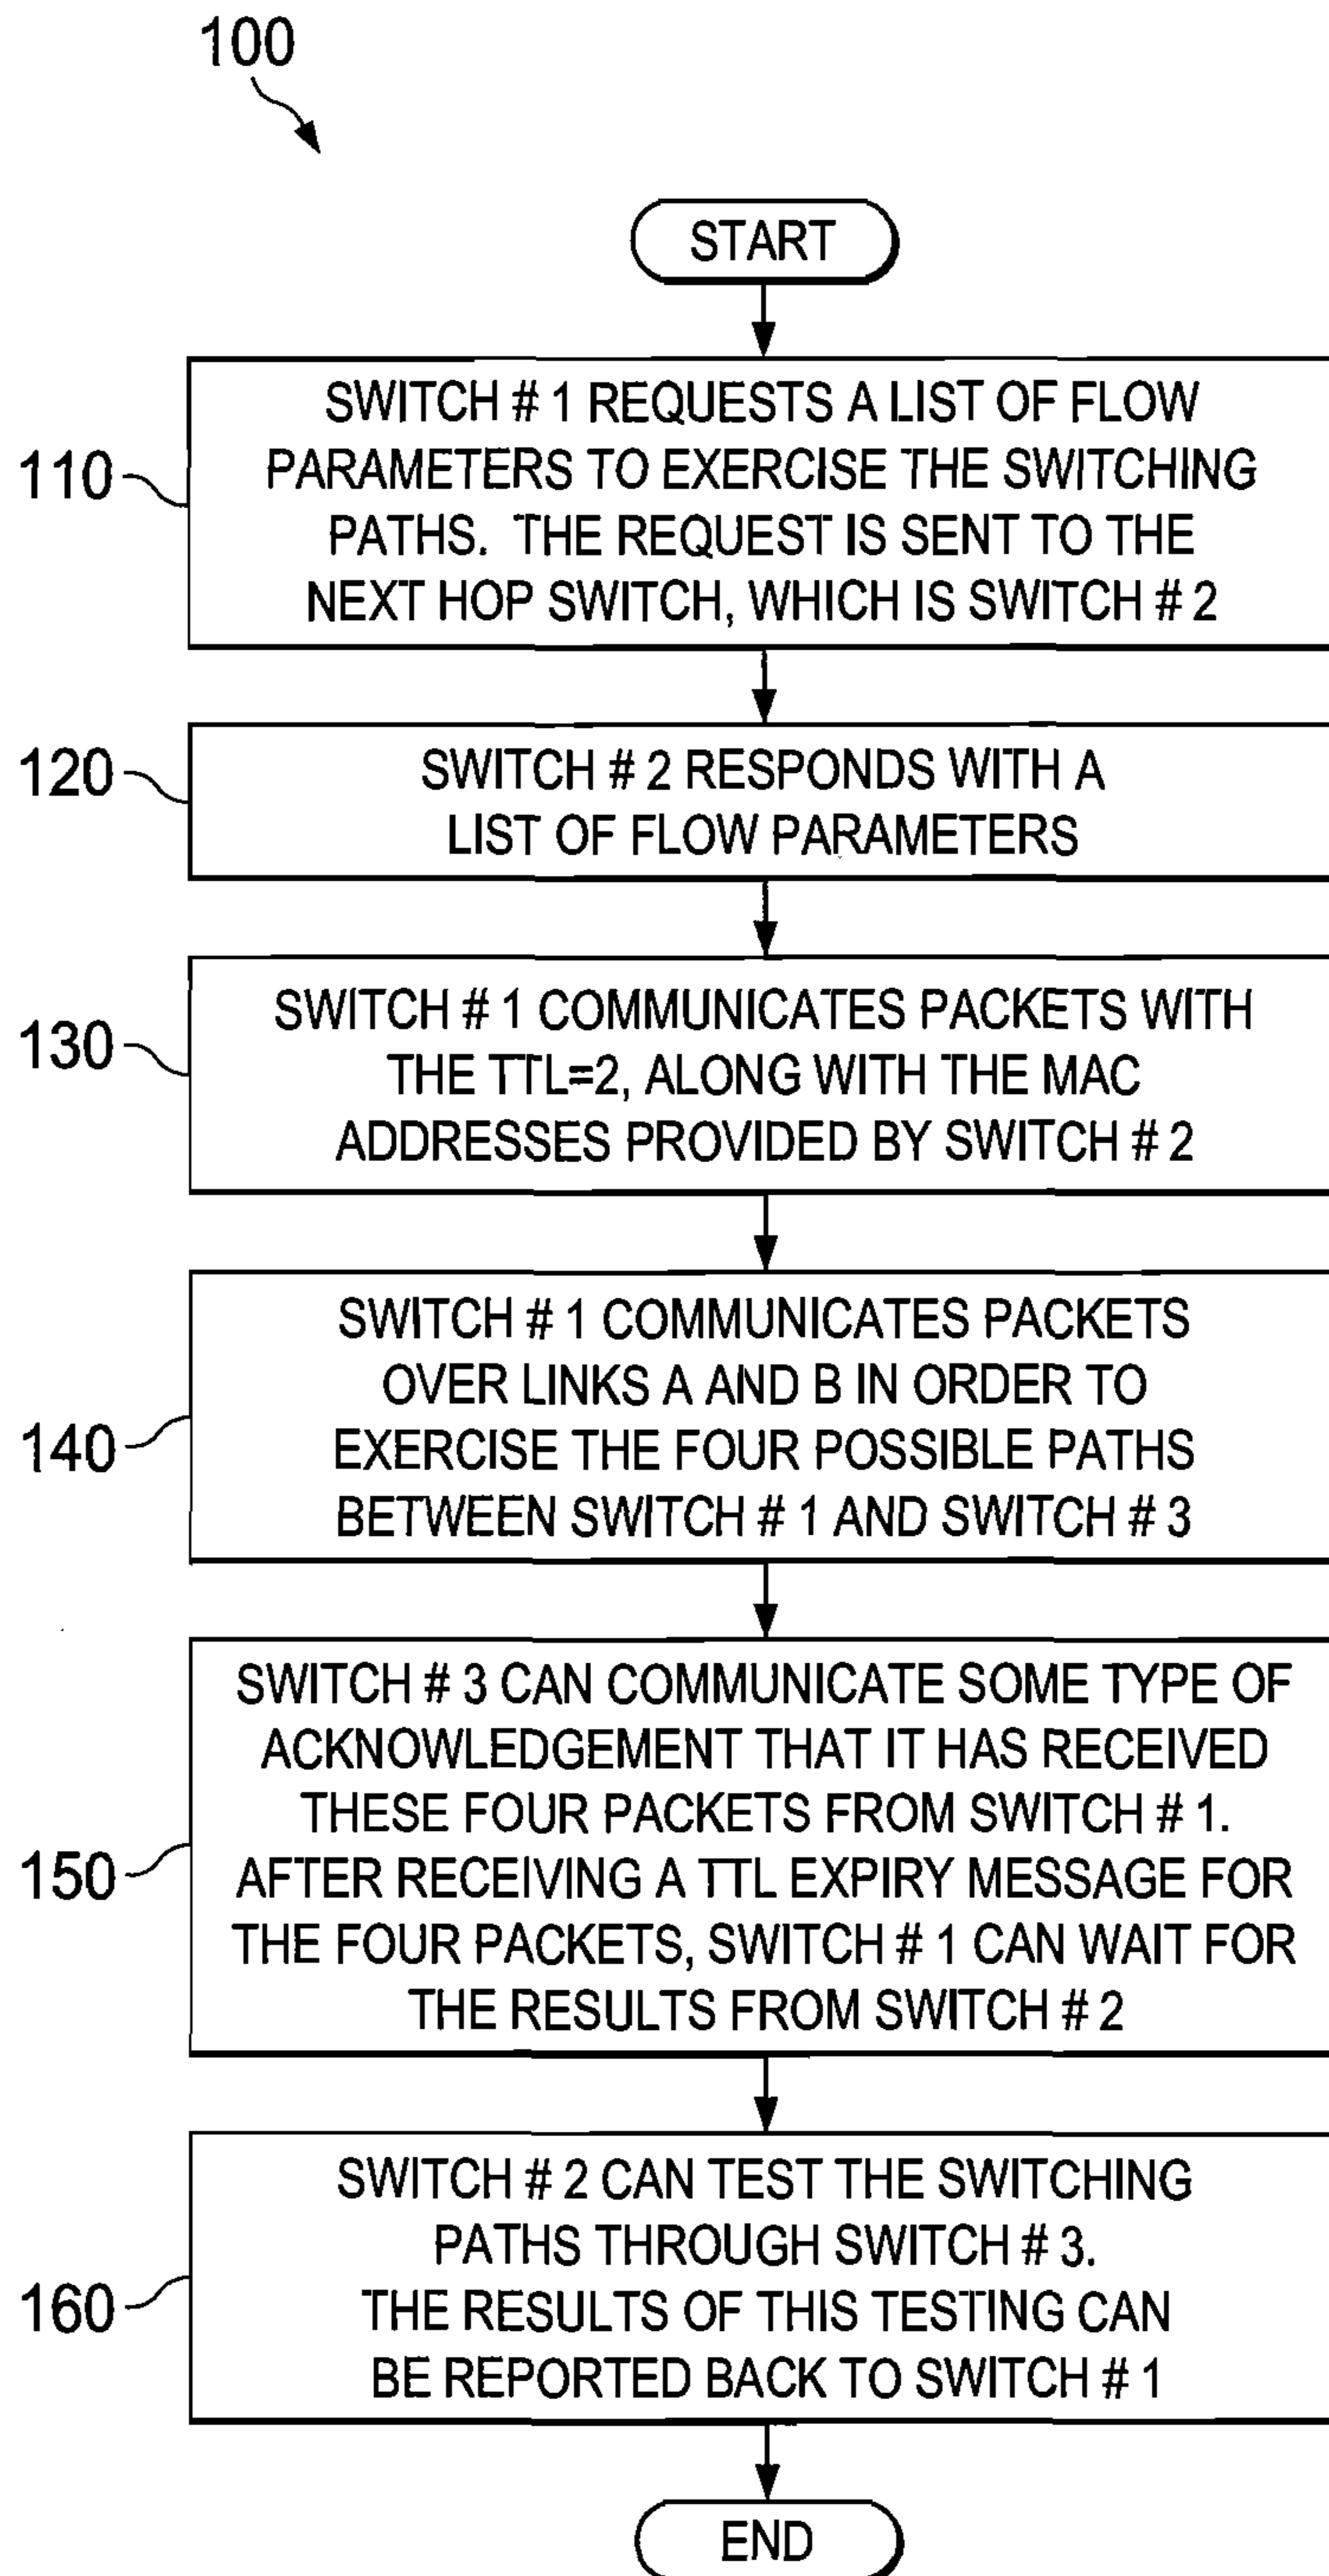 100
START
110
SWITCH # 1 REQUESTS A LIST OF FLOW
PARAMETERS TO EXERCISE THE SWITCHING
PATHS. THE REQUEST IS SENT TO THE
NEXT HOP SWITCH, WHICH IS SWITCH # 2
120
SWITCH # 2 RESPONDS WITH A
LIST OF FLOW PARAMETERS
130
SWITCH # 1 COMMUNICATES PACKETS WITH
THE TTL=2, ALONG WITH THE MAC
ADDRESSES PROVIDED BY SWITCH # 2
140
SWITCH # 1 COMMUNICATES PACKETS
OVER LINKS A AND B IN ORDER TO
EXERCISE THE FOUR POSSIBLE PATHS
BETWEEN SWITCH # 1 AND SWITCH # 3
150
SWITCH # 3 CAN COMMUNICATE SOME TYPE OF
ACKNOWLEDGEMENT THAT IT HAS RECEIVED
THESE FOUR PACKETS FROM SWITCH # 1.
AFTER RECEIVING A TTL EXPIRY MESSAGE FOR
THE FOUR PACKETS, SWITCH # 1 CAN WAIT FOR
THE RESULTS FROM SWITCH # 2
160
SWITCH # 2 CAN TEST THE SWITCHING
PATHS THROUGH SWITCH # 3.
THE RESULTS OF THIS TESTING CAN
BE REPORTED BACK TO SWITCH # 1
END